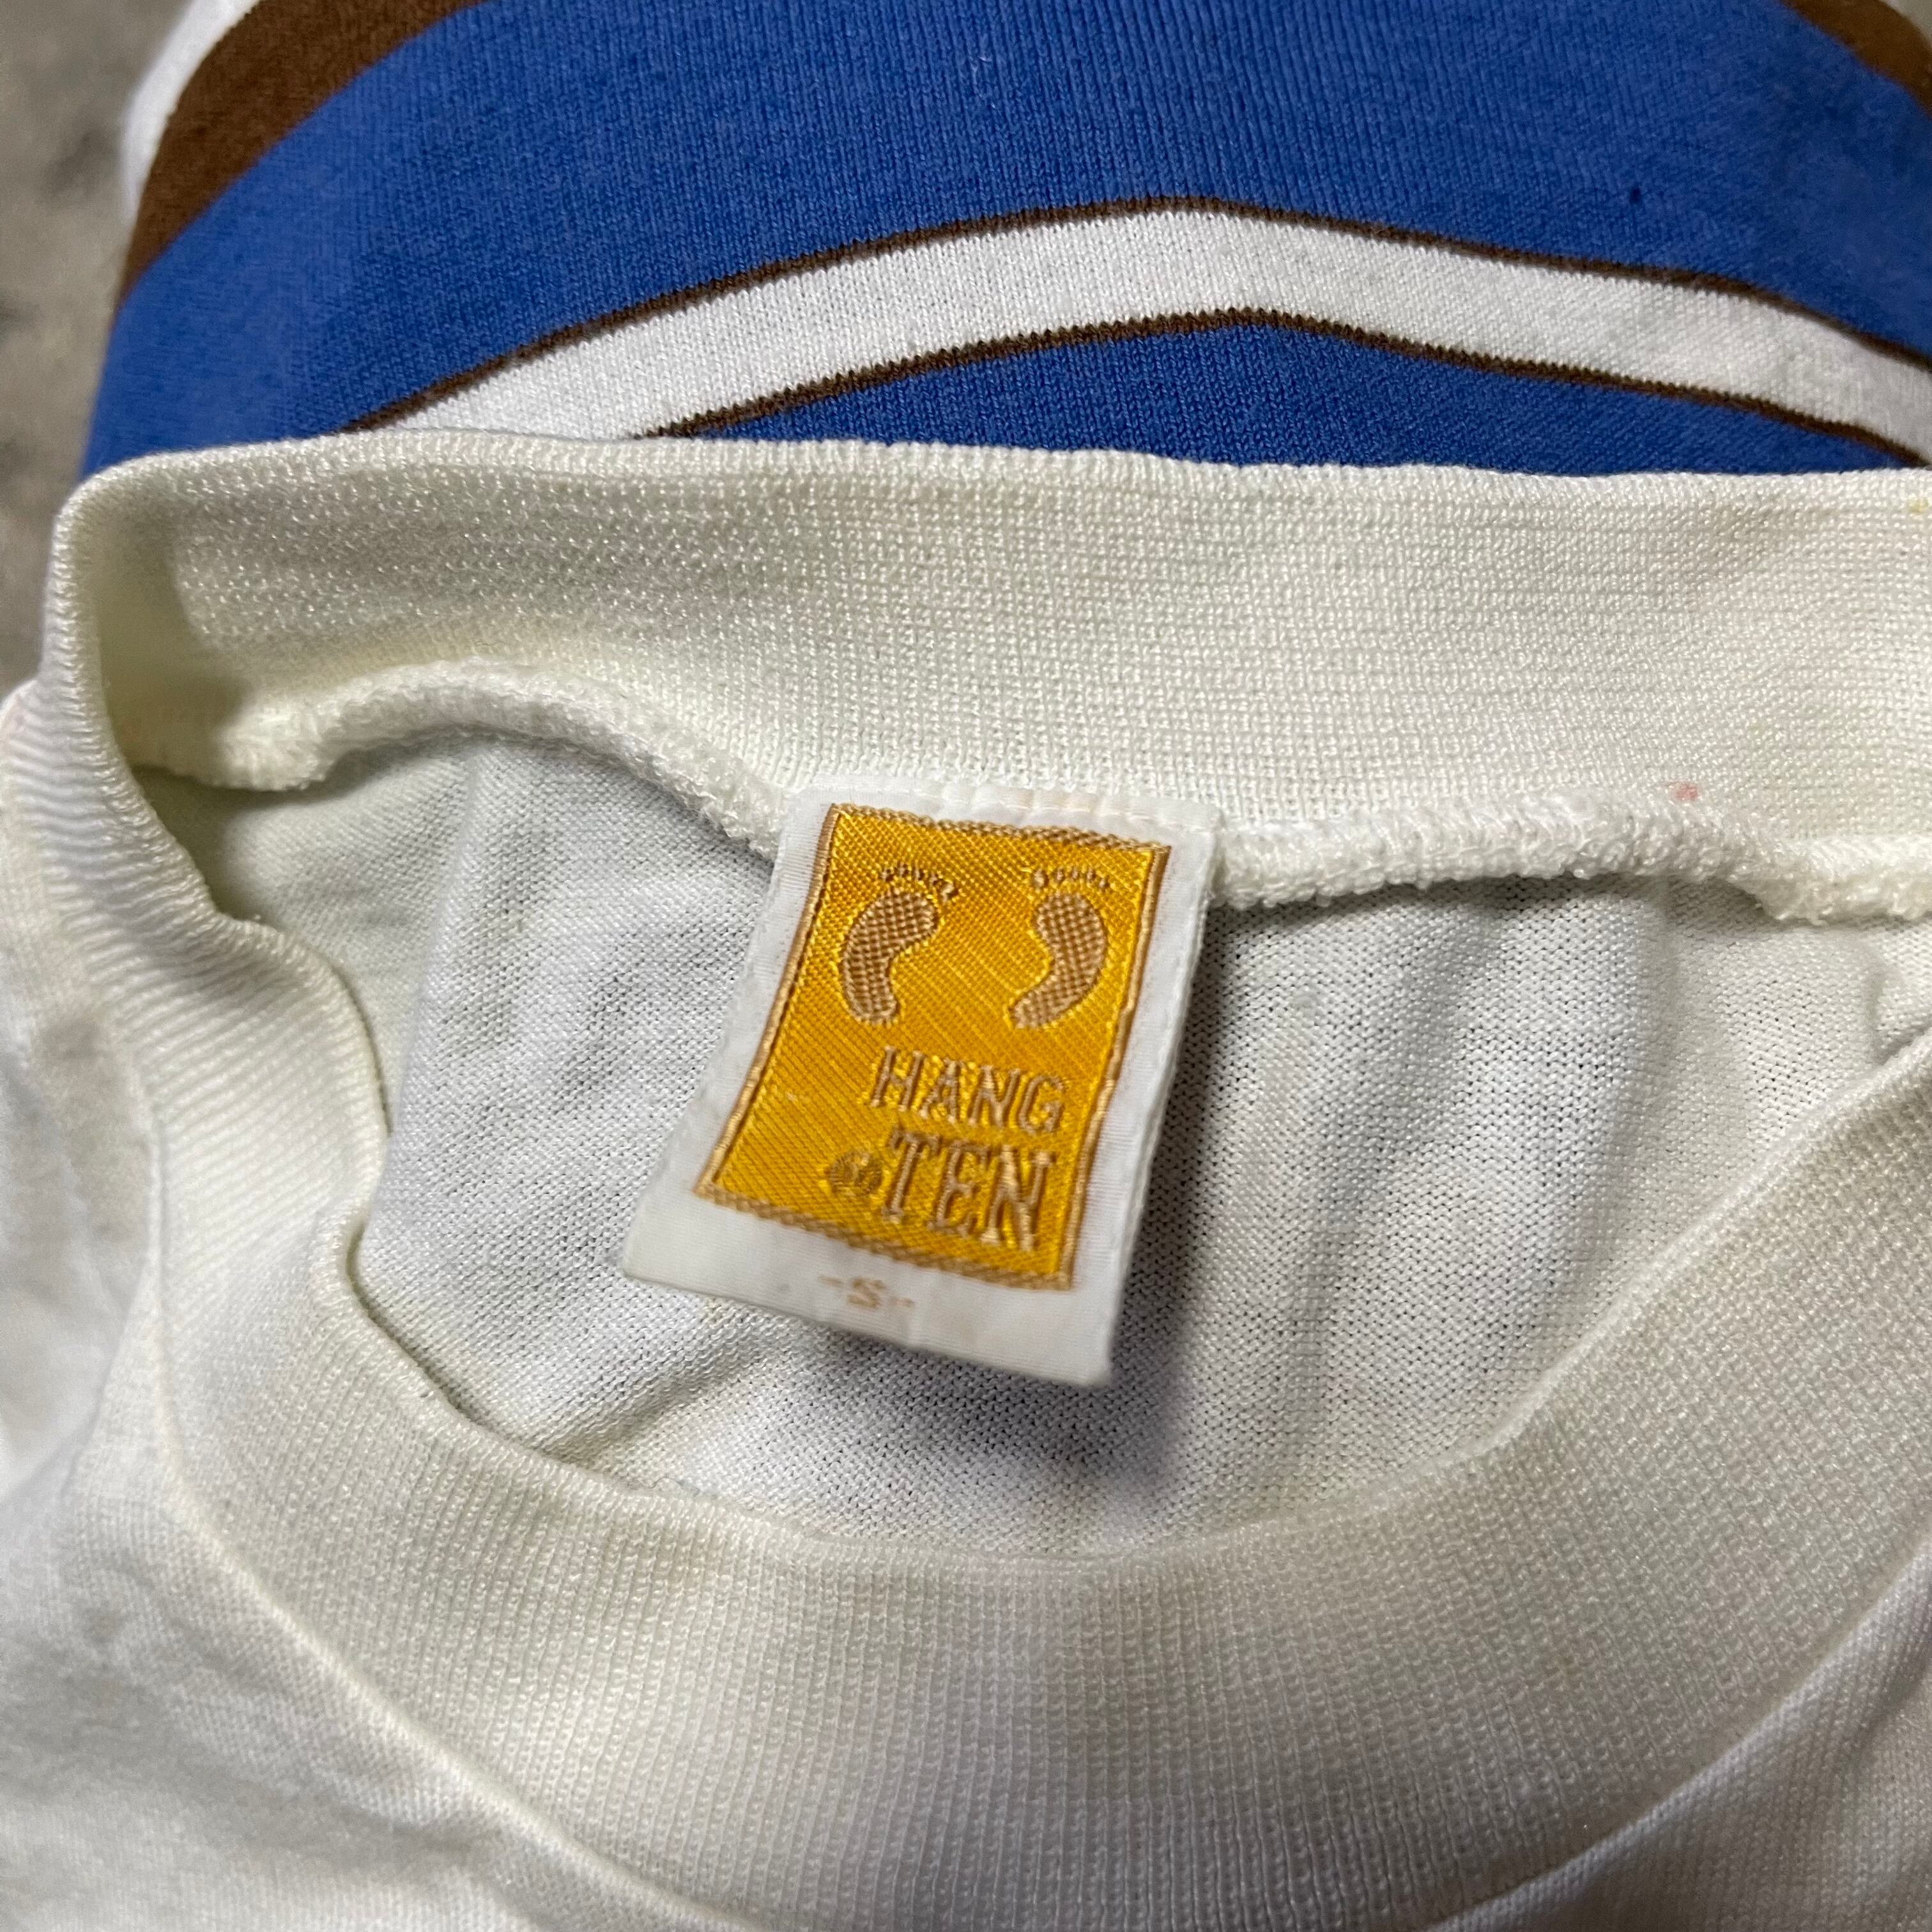 HANG
TEN
-S-